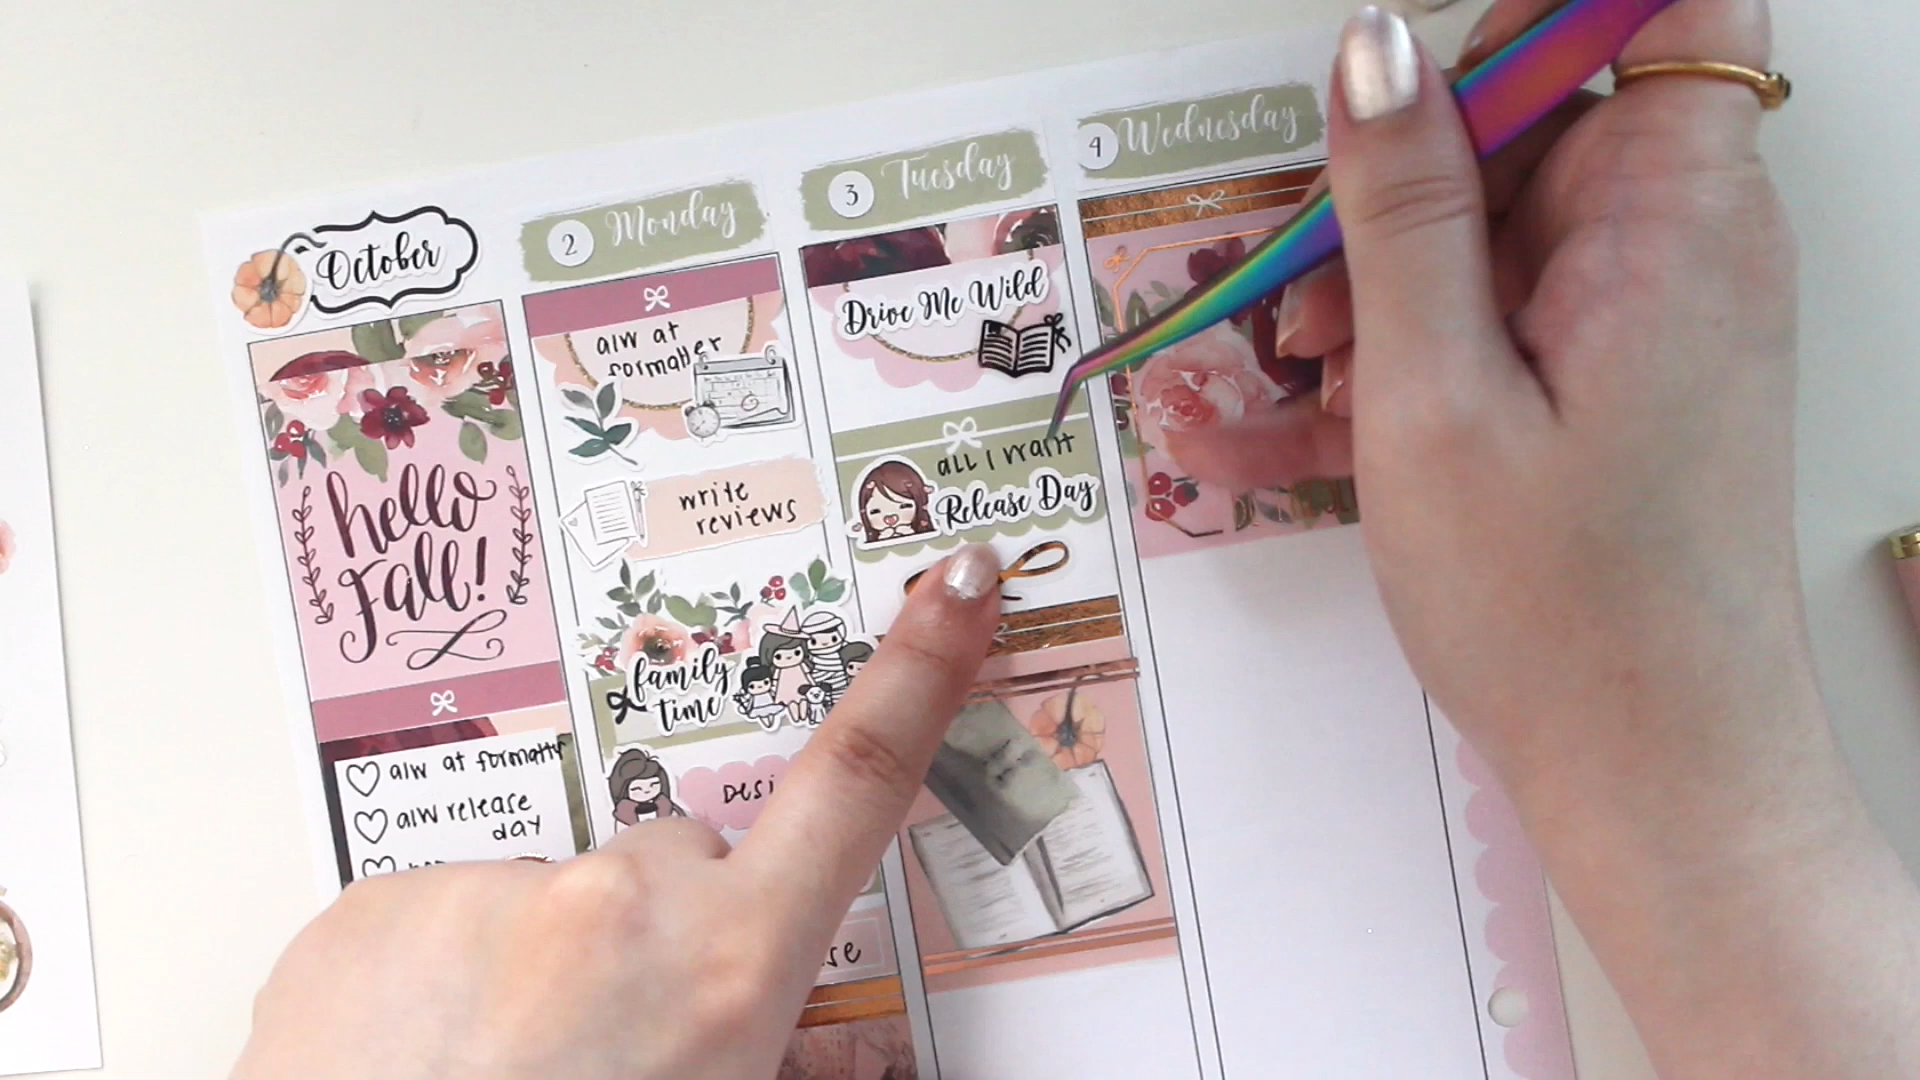 October
hello
Fall!
alw at formatter
alw release
day
2 Monday
alw at
formatter
write
reviews
family
time
3 Tuesday
Drive Me Wild
all I want
Release Day
4 Wednesday